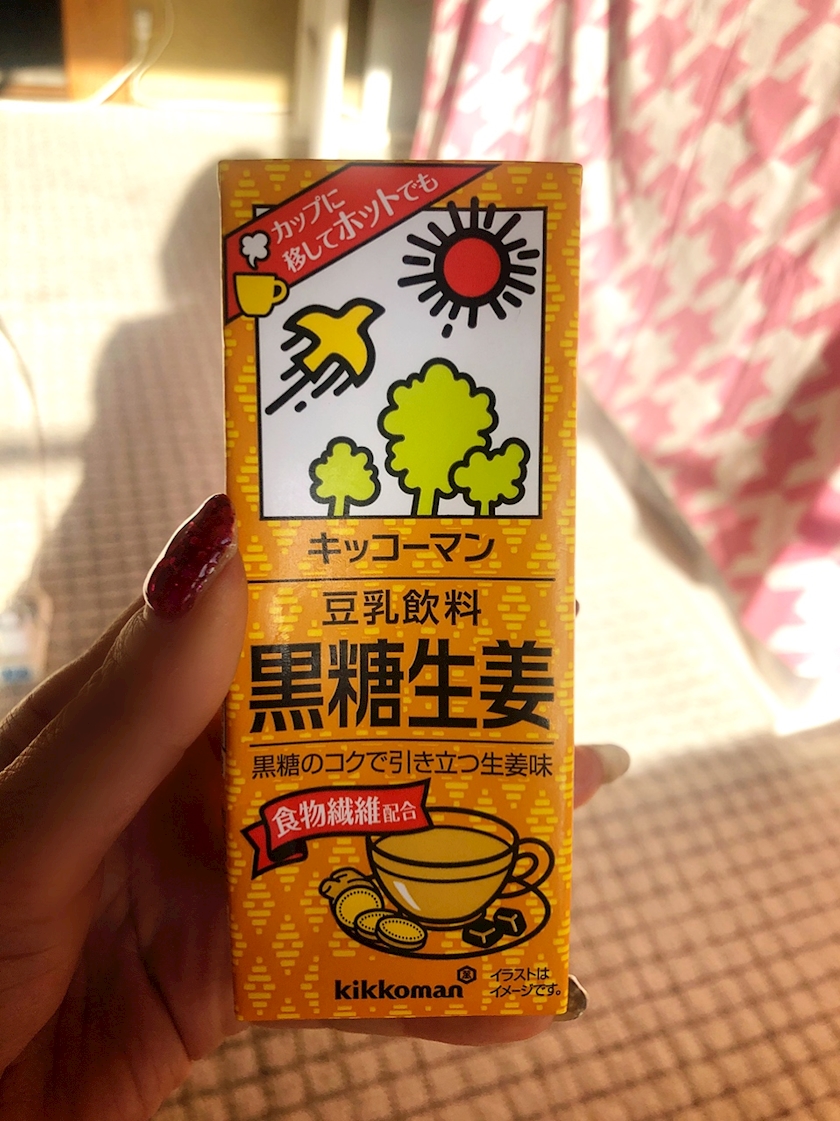 カップに
移してホットでも
キッコーマン
豆乳飲料
黒糖生姜
黒糖のコクで引き立つ生姜味
食物繊維配合
kikkoman
イラストは
イメージです。